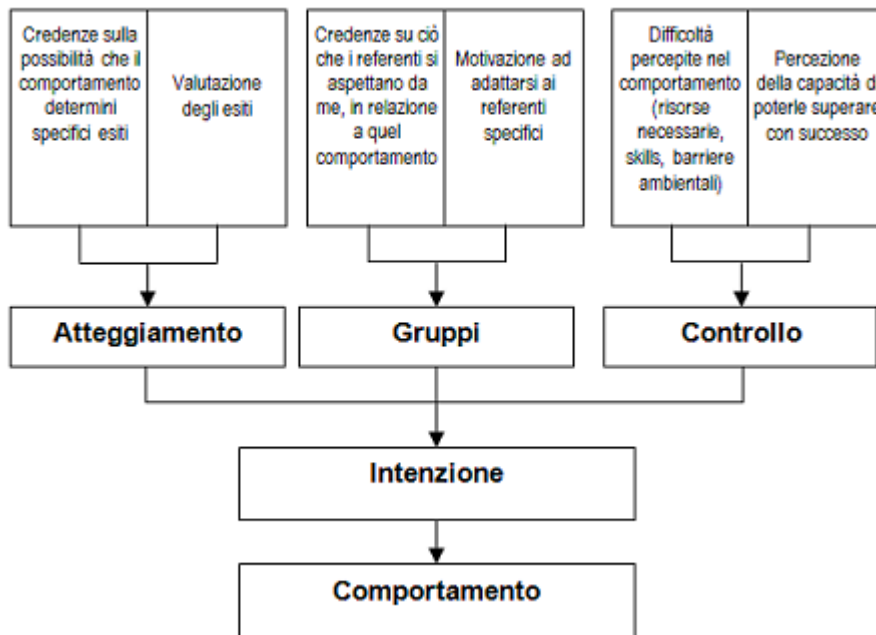 Credenze sulla
possibilità che il
comportamento
determini
specifici esiti
Valutazione
degli esiti
Credenze su ciò
che i referenti si
aspettano da
me, in relazione
a quel
comportamento
Motivazione ad
adattarsi ai
referenti
specifici
Difficoltà
percepite nel
comportamento
(risorse
necessarie,
skills, barriere
ambientali)
Percezione
della capacità d
poterle superare
con successo
Atteggiamento
Gruppi
Controllo
Intenzione
Comportamento